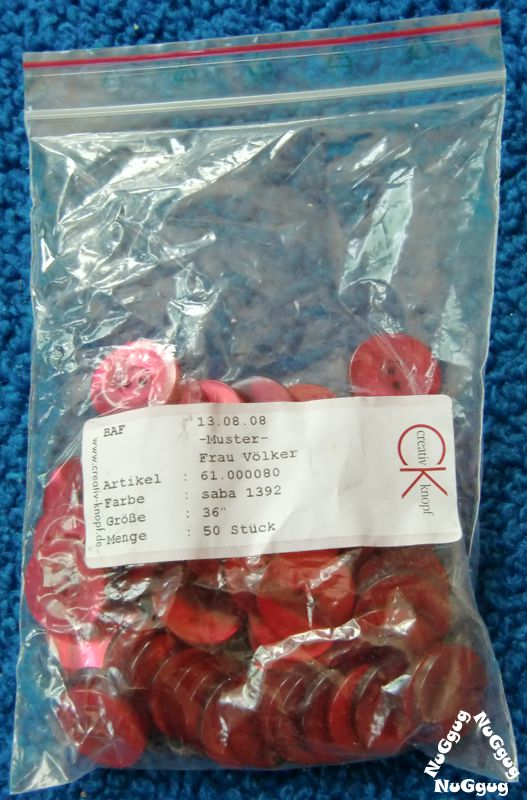 BAF 13.08.08
-Muster-
Frau Völker
Artikel : 61.000080
Farbe : saba 1392
Größe : 36"
Menge : 50 Stück
www.creativ-knopf.de
CK
creativ
knopf
NuGgug
NuGgug
NuGgug